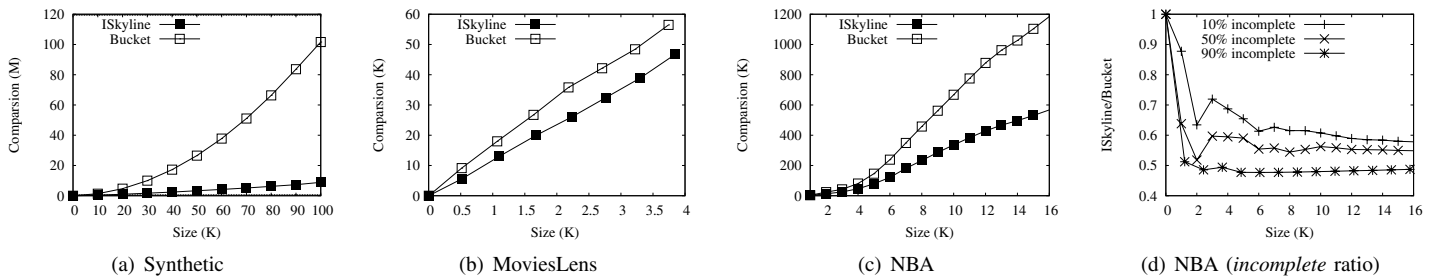 ISkyline
Bucket
Comparsion (M)
120
100
80
60
40
20
0
0 10 20 30 40 50 60 70 80 90 100
Size (K)
(a) Synthetic
ISkyline
Bucket
Comparsion (K)
60
50
40
30
20
10
0
0 0.5 1 1.5 2 2.5 3 3.5 4
Size (K)
(b) MoviesLens
ISkyline
Bucket
Comparsion (K)
1200
1000
800
600
400
200
0
2 4 6 8 10 12 14 16
Size (K)
(c) NBA
10% incomplete
50% incomplete
90% incomplete
ISkyline/Bucket
1
0.9
0.8
0.7
0.6
0.5
0.4
0 2 4 6 8 10 12 14 16
Size (K)
(d) NBA (incomplete ratio)